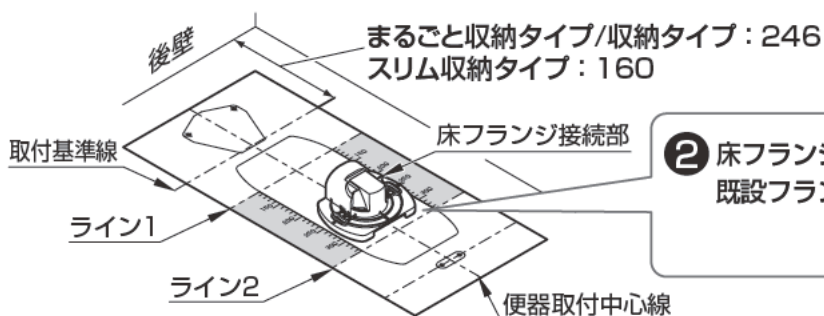 後壁
まるごと収納タイプ/収納タイプ：246
スリム収納タイプ：160
取付基準線
床フランジ接続部
❷ 床フランジ
既設フラン
ライン1
ライン2
便器取付中心線